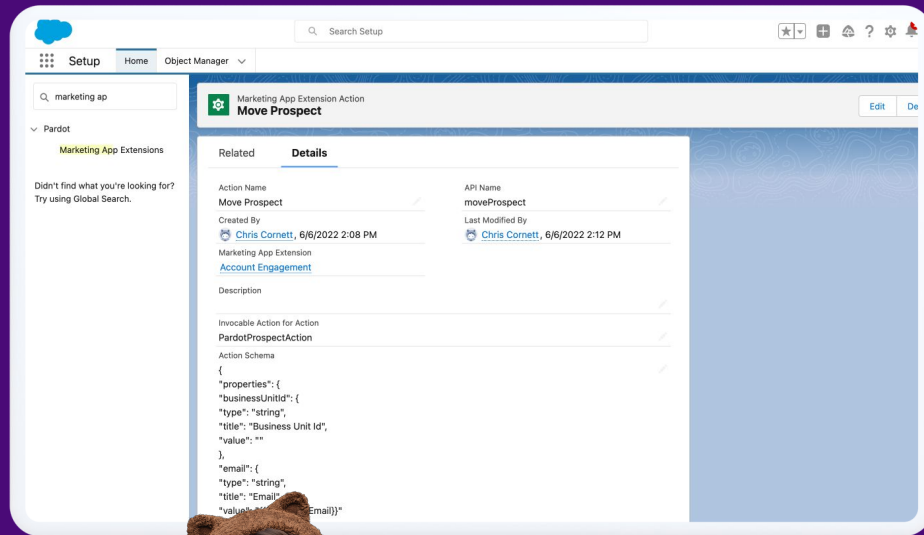 Search Setup
Setup
Home
Object Manager
marketing ap
Pardot
Marketing App Extensions
Didn't find what you're looking for?
Try using Global Search.
Marketing App Extension Action
Move Prospect
Edit
De
Related
Details
Action Name
Move Prospect
API Name
moveProspect
Created By
Chris Cornett, 6/6/2022 2:08 PM
Last Modified By
Chris Cornett, 6/6/2022 2:12 PM
Marketing App Extension
Account Engagement
Description
Invocable Action for Action
PardotProspectAction
Action Schema
{
"properties": {
"businessUnitId": {
"type": "string",
"title": "Business Unit Id",
"value": ""
},
"email": {
"type": "string",
"title": "Email"
"value": Email}}"